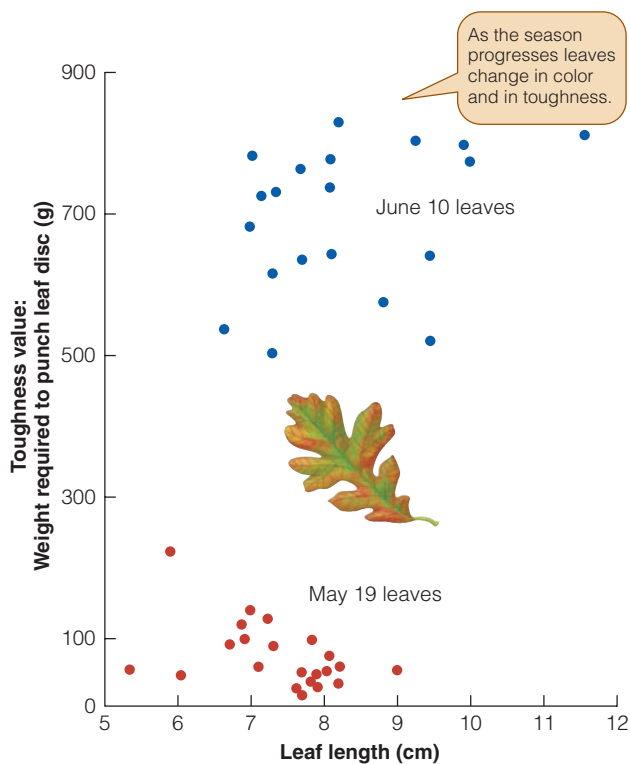 As the season
progresses leaves
change in color
and in toughness.
900
700
500
300
100
0
Toughness value:
Weight required to punch leaf disc (g)
June 10 leaves
May 19 leaves
5 6 7 8 9 10 11 12
Leaf length (cm)